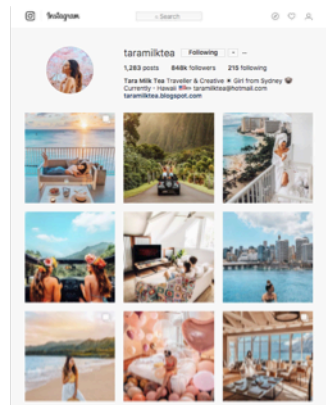 Instagram
Search
taramilktea Following
1,283 posts 848k followers 215 following
Tara Milk Tea Traveller & Creative ✖ Girl from Sydney 🐨
Currently - Hawaii 🇺🇸✉ taramilktea@hotmail.com
taramilktea.blogspot.com